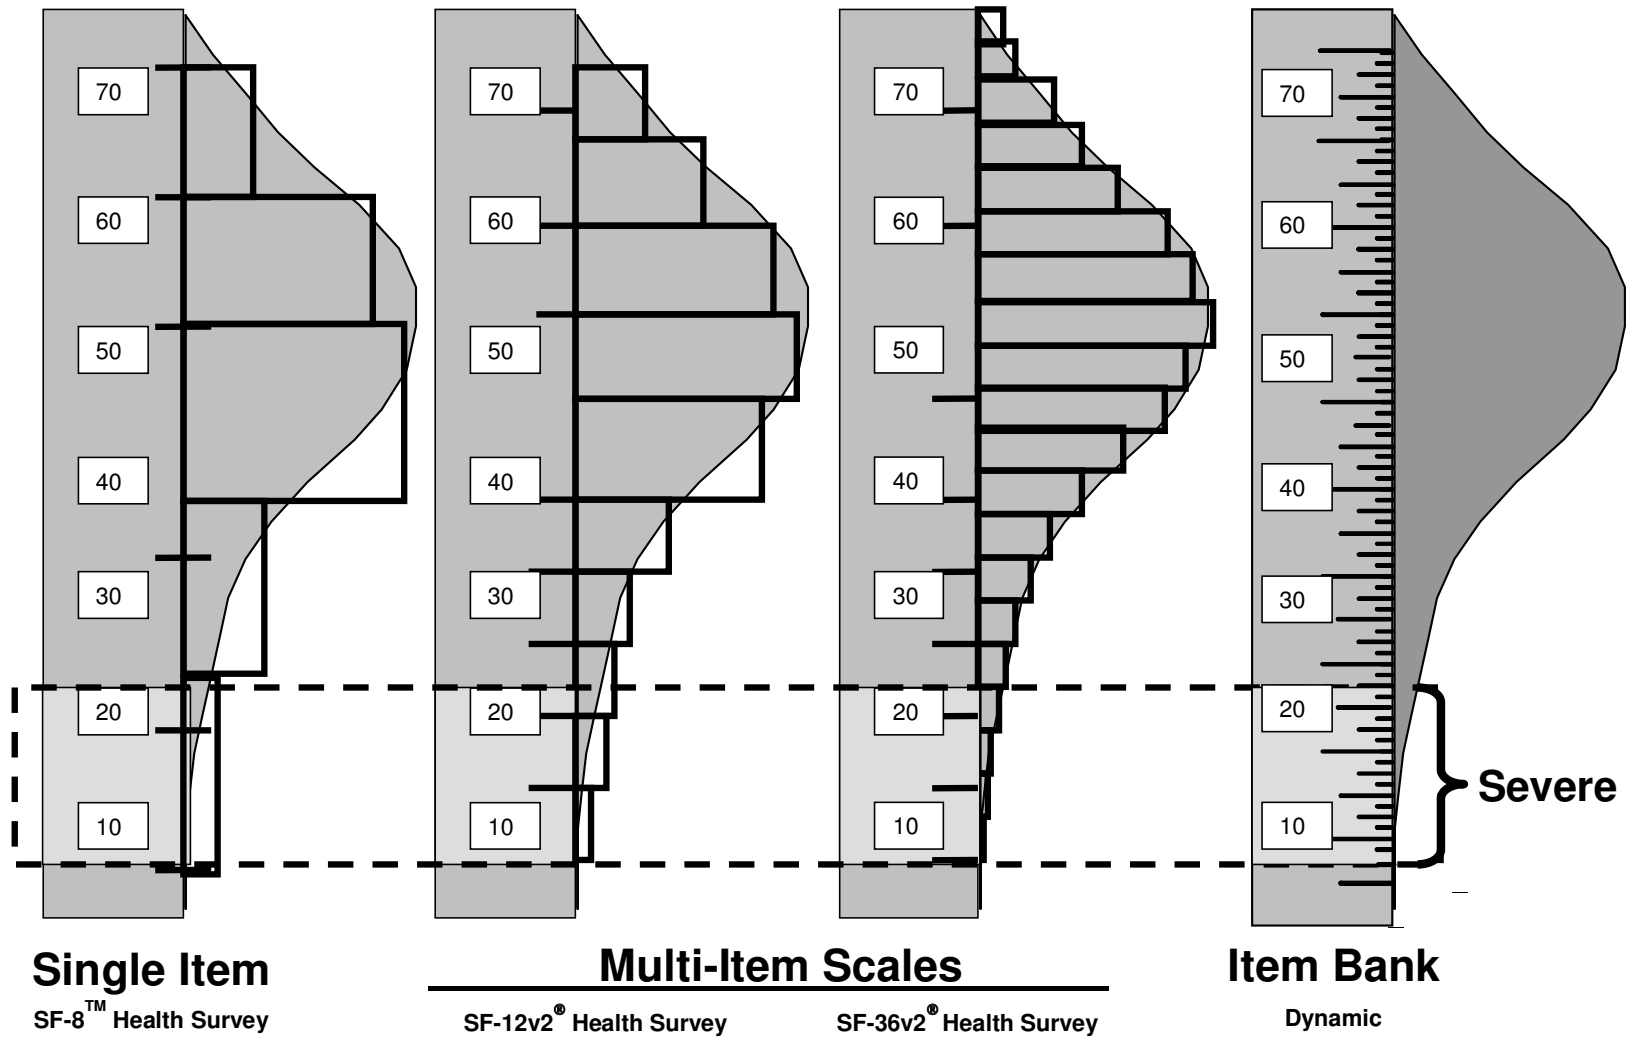 70 70 70 70
60 60 60 60
50 50 50 50
40 40 40 40
30 30 30 30
20 20 20 20
10 10 10 10
Severe
Single Item
SF-8™ Health Survey
Multi-Item Scales
SF-12v2® Health Survey
SF-36v2® Health Survey
Item Bank
Dynamic